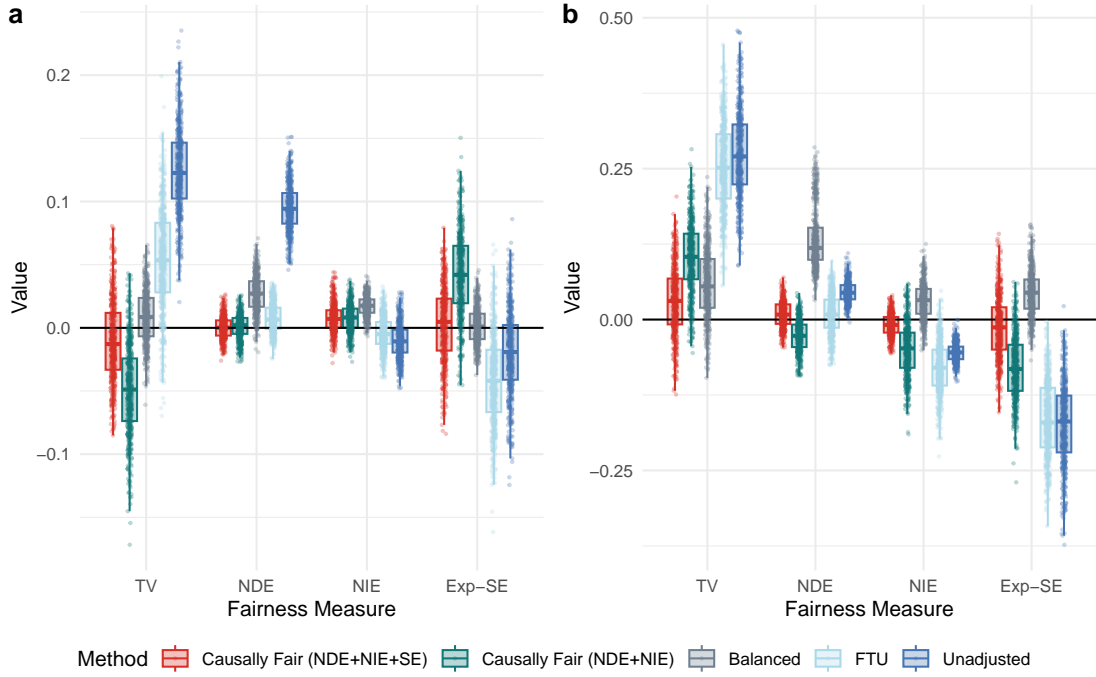 a
b
Value
0.2
0.1
0.0
−0.1
TV NDE NIE Exp−SE
Fairness Measure
Value
0.50
0.25
0.00
−0.25
TV NDE NIE Exp−SE
Fairness Measure
Method Causally Fair (NDE+NIE+SE) Causally Fair (NDE+NIE) Balanced FTU Unadjusted